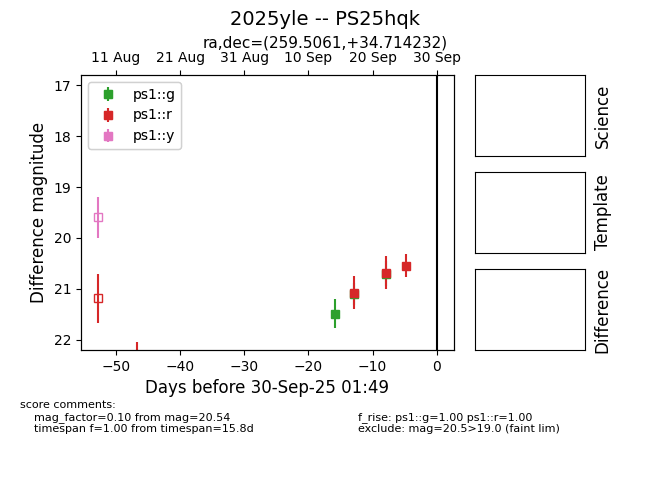 2025yle -- PS25hqk
ra,dec=(259.5061,+34.714232)
11 Aug 21 Aug 31 Aug 10 Sep 20 Sep 30 Sep
17
18
19
20
21
22
Difference magnitude
ps1::g
ps1::r
ps1::y
Science
Template
Difference
−50 −40 −30 −20 −10 0
Days before 30-Sep-25 01:49
score comments:
mag_factor=0.10 from mag=20.54
f_rise: ps1::g=1.00 ps1::r=1.00
timespan f=1.00 from timespan=15.8d
exclude: mag=20.5>19.0 (faint lim)